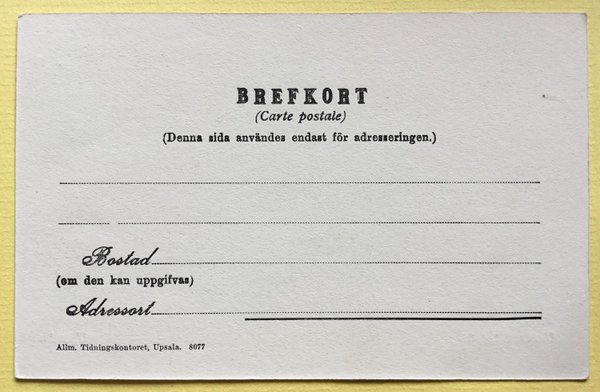 BREFKORT
(Carte postale)
(Denna sida användes endast för adresseringen.)
Bostad
(om den kan uppgifvas)
Adressort
Allm. Tidningskontoret, Upsala. 8077